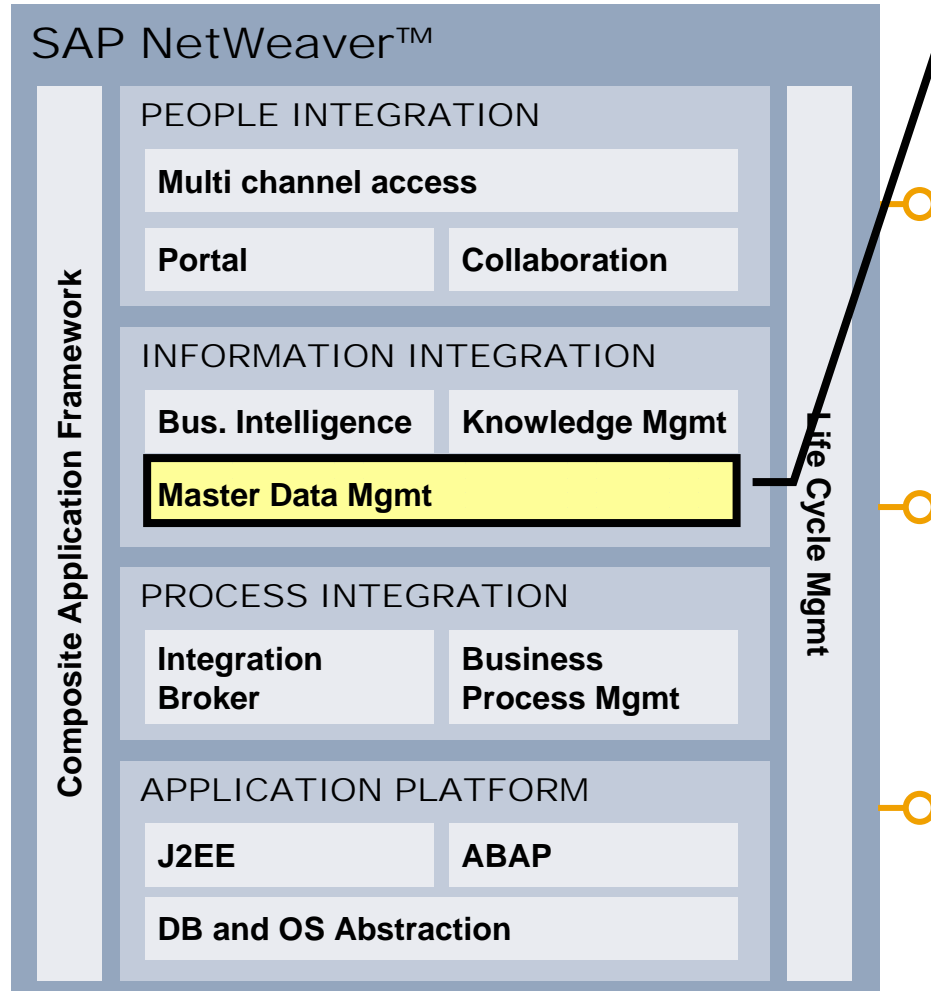 SAP NetWeaver™
Composite Application Framework
PEOPLE INTEGRATION
Multi channel access
Portal
Collaboration
INFORMATION INTEGRATION
Bus. Intelligence
Knowledge Mgmt
Master Data Mgmt
PROCESS INTEGRATION
Integration
Broker
Business
Process Mgmt
APPLICATION PLATFORM
J2EE
ABAP
DB and OS Abstraction
Life Cycle Mgmt